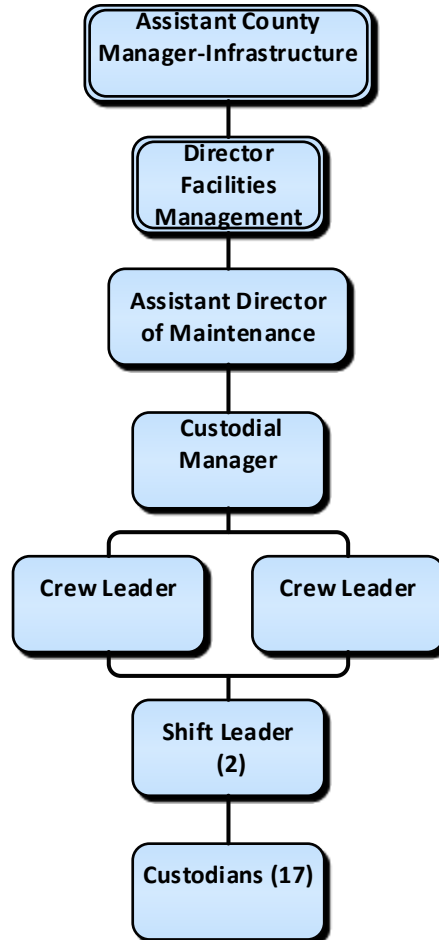 Assistant County
Manager-Infrastructure
Director
Facilities
Management
Assistant Director
of Maintenance
Custodial
Manager
Crew Leader
Crew Leader
Shift Leader
(2)
Custodians (17)